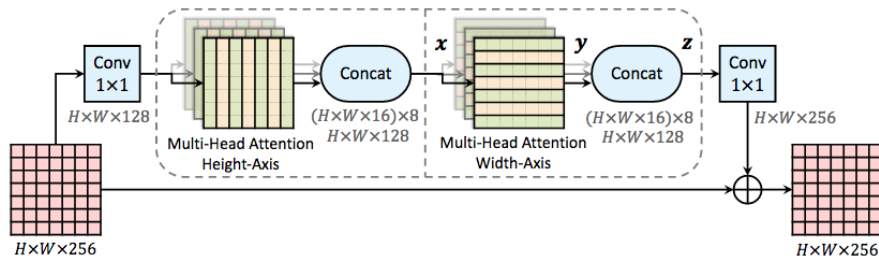 Conv
1×1
H×W×128
Multi-Head Attention
Height-Axis
Concat
(H×W×16)×8
H×W×128
x
Multi-Head Attention
Width-Axis
y
Concat
(H×W×16)×8
H×W×128
z
Conv
1×1
H×W×256
H×W×256
H×W×256